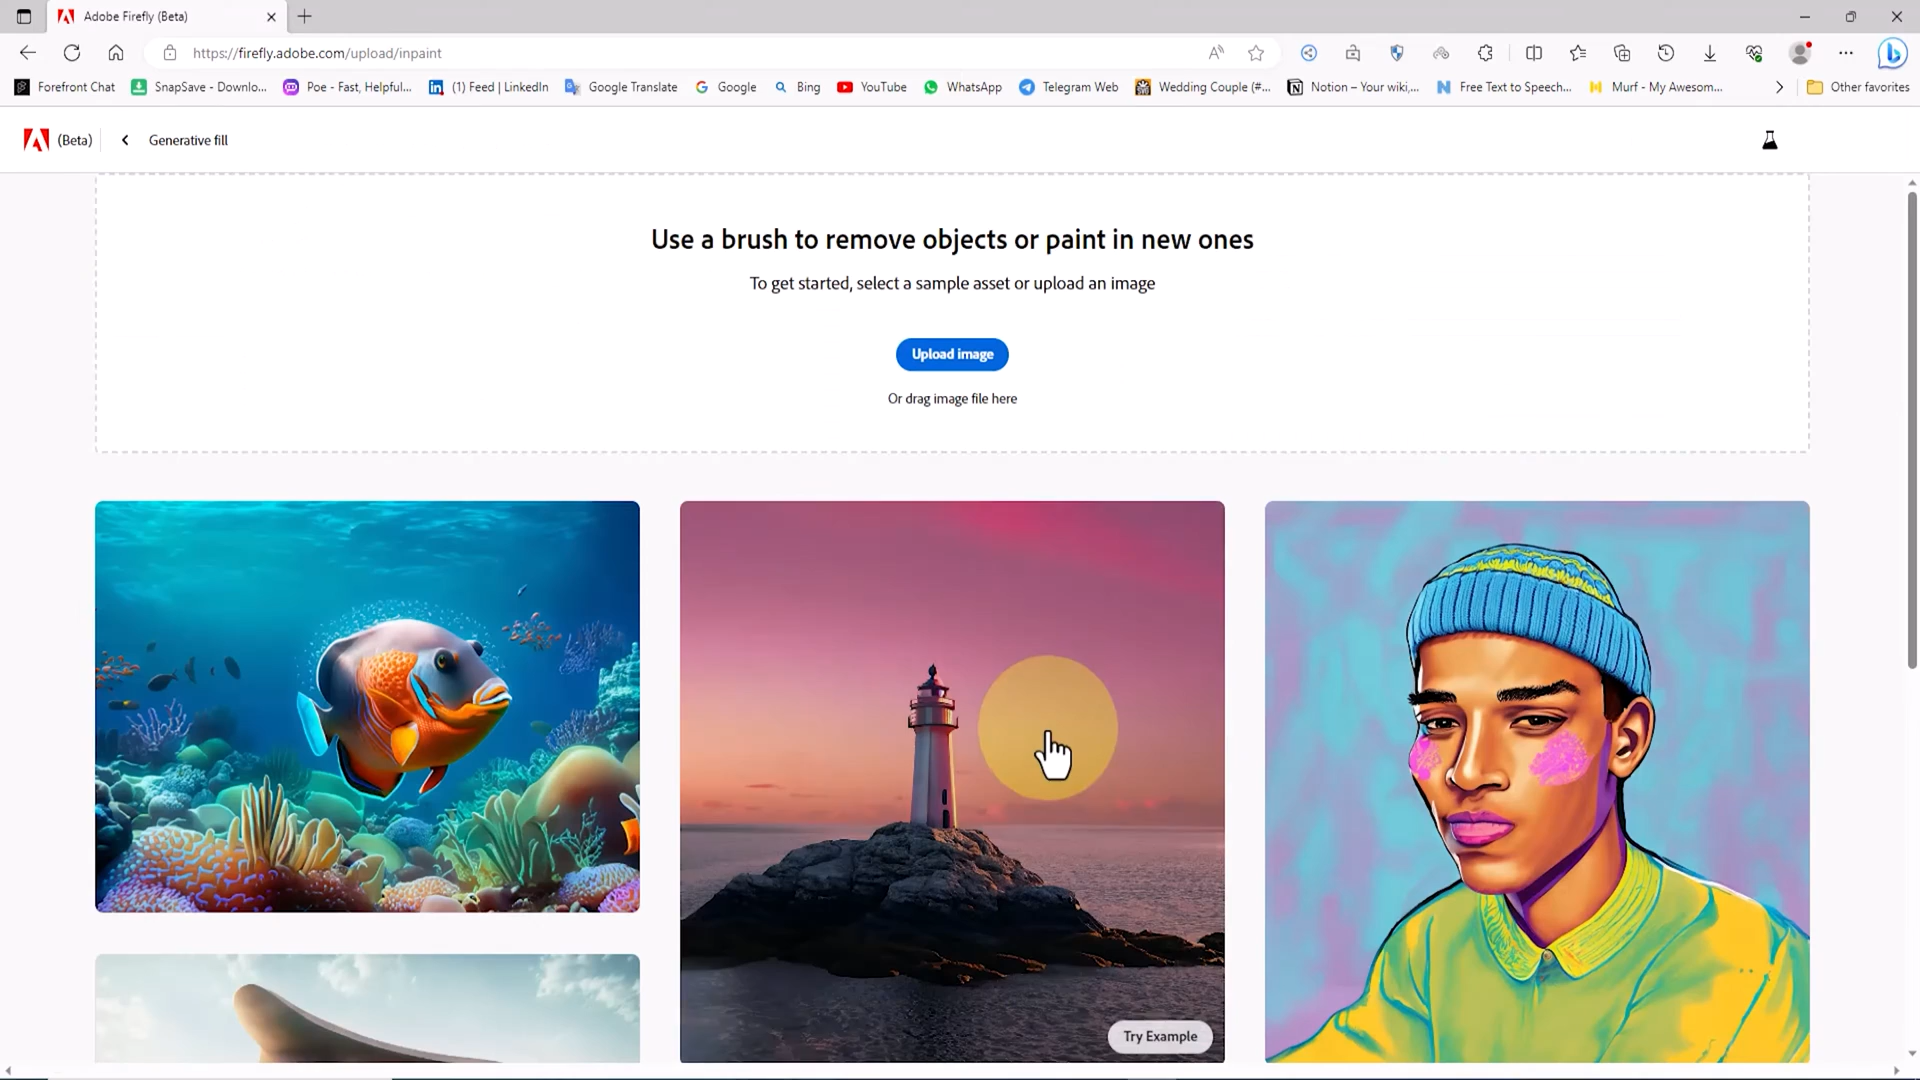 Adobe Firefly (Beta)
https://firefly.adobe.com/upload/inpaint
Forefront Chat
SnapSave - Downlo...
Poe - Fast, Helpful...
(1) Feed | LinkedIn
Google Translate
Google
Bing
YouTube
WhatsApp
Telegram Web
Wedding Couple (#...
Notion – Your wiki,...
Free Text to Speech...
Murf - My Awesom...
Other favorites
(Beta)
Generative fill
Use a brush to remove objects or paint in new ones
To get started, select a sample asset or upload an image
Upload image
Or drag image file here
Try Example